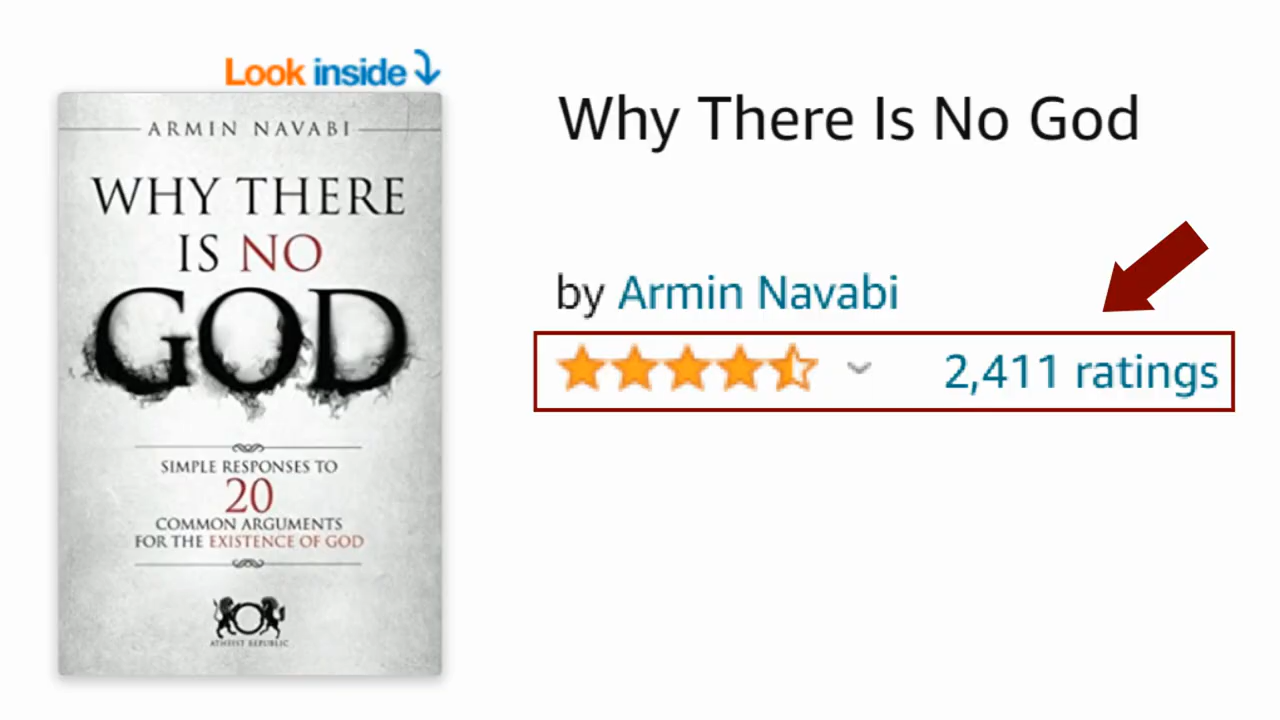 Look inside
ARMIN NAVABI
WHY THERE
IS NO
GOD
SIMPLE RESPONSES TO
20
COMMON ARGUMENTS
FOR THE EXISTENCE OF GOD
ATHEIST REPUBLIC
Why There Is No God
by Armin Navabi
2,411 ratings